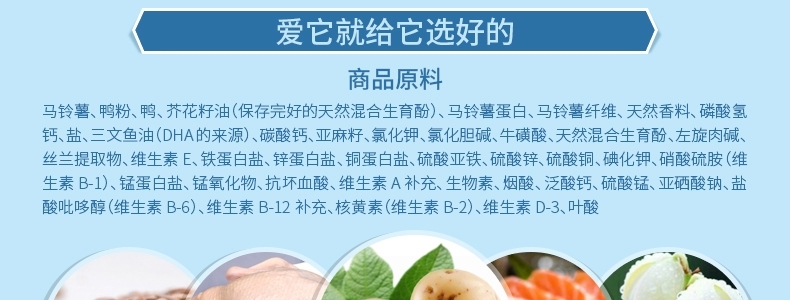 爱它就给它选好的
商品原料
马铃薯、鸭粉、鸭、芥花籽油（保存完好的天然混合生育酚）、马铃薯蛋白、马铃薯纤维、天然香料、磷酸氢
钙、盐、三文鱼油（DHA的来源）、碳酸钙、亚麻籽、氯化钾、氯化胆碱、牛磺酸、天然混合生育酚、左旋肉碱、
丝兰提取物、维生素 E、铁蛋白盐、锌蛋白盐、铜蛋白盐、硫酸亚铁、硫酸锌、硫酸铜、碘化钾、硝酸硫胺（维
生素 B-1）、锰蛋白盐、锰氧化物、抗坏血酸、维生素 A 补充、生物素、烟酸、泛酸钙、硫酸锰、亚硒酸钠、盐
酸吡哆醇（维生素 B-6）、维生素 B-12 补充、核黄素（维生素 B-2）、维生素 D-3、叶酸